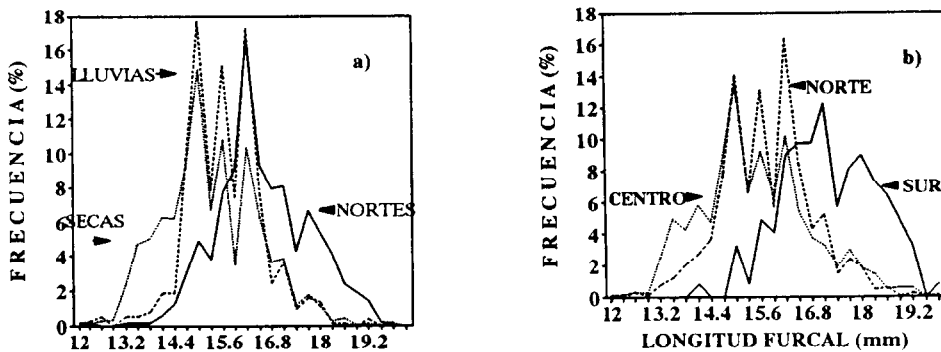 18
16
14
12
10
8
6
4
2
0
FRECUENCIA (%)
LLUVIAS
a)
SECAS
NORTES
12 13.2 14.4 15.6 16.8 18 19.2
18
16
14
12
10
8
6
4
2
0
FRECUENCIA (%)
b)
NORTE
CENTRO
SUR
12 13.2 14.4 15.6 16.8 18 19.2
LONGITUD FURCAL (mm)